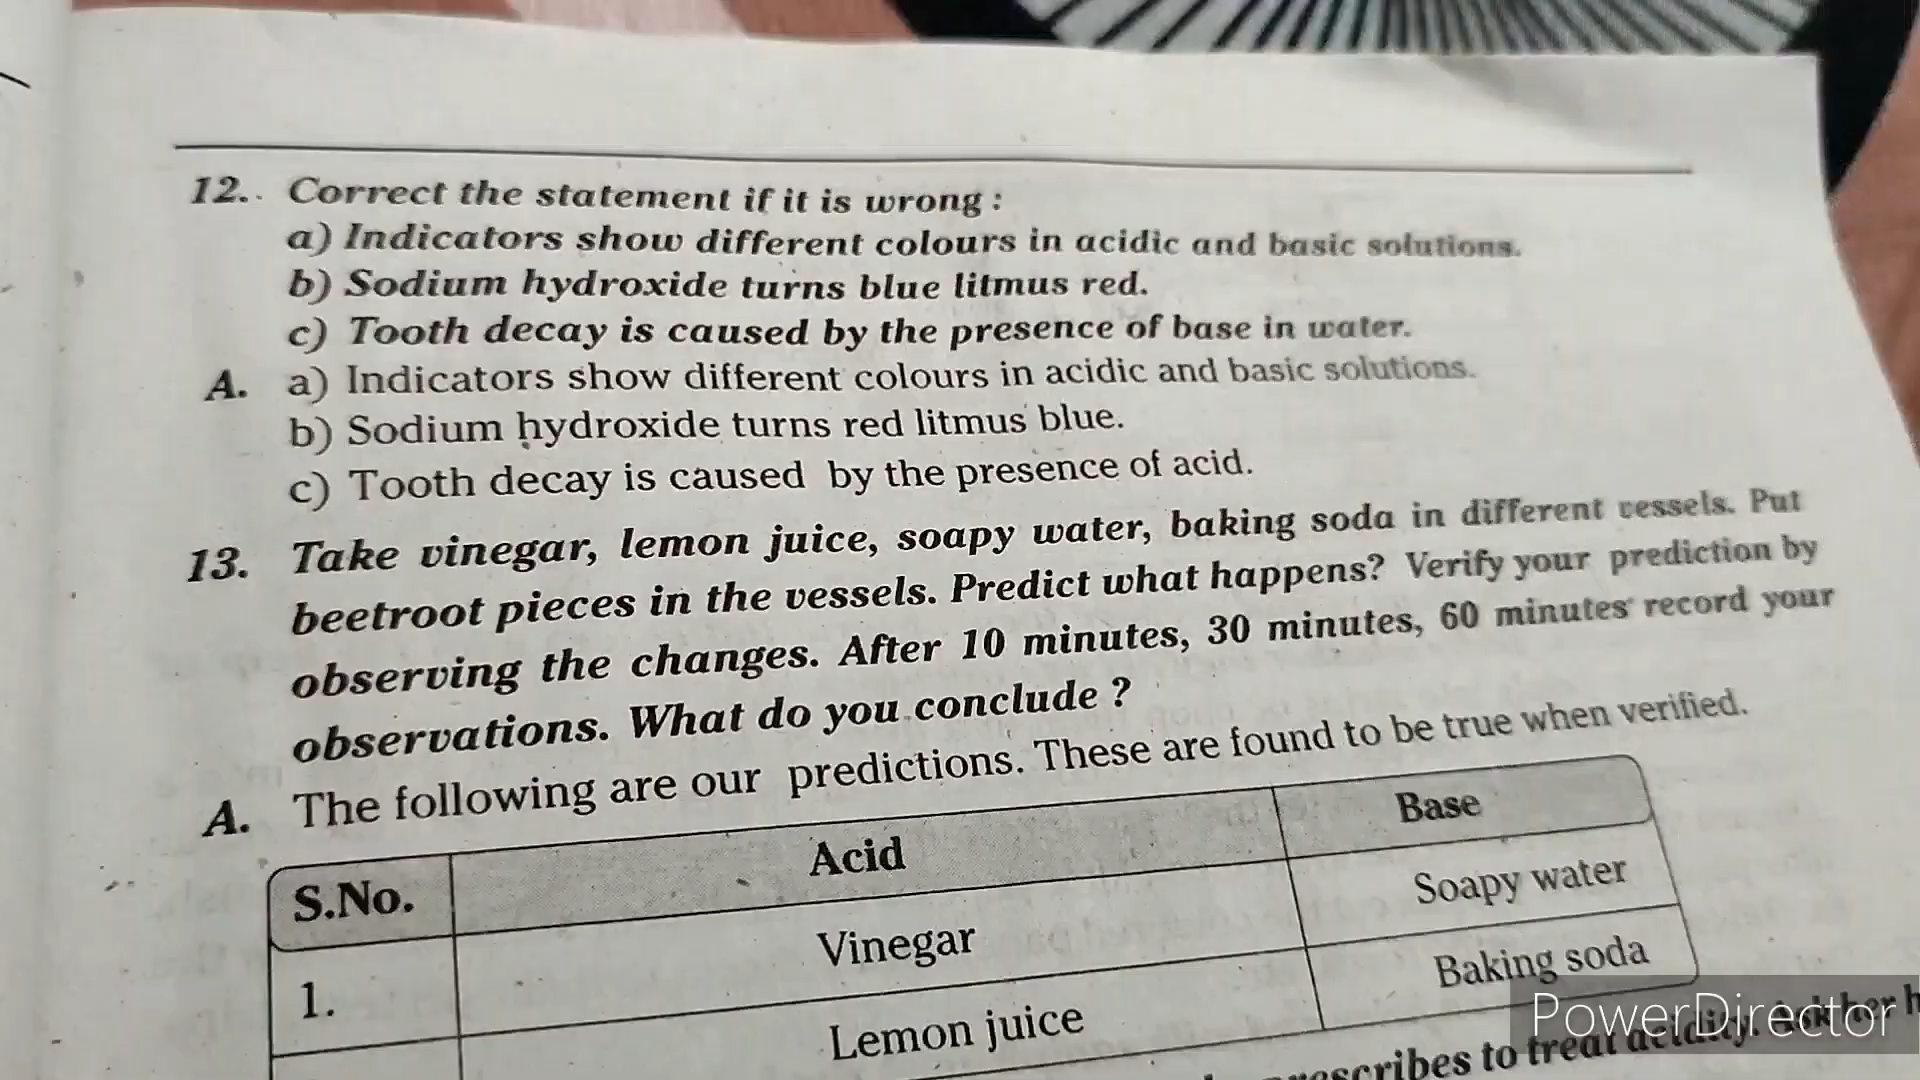 12.. Correct the statement if it is wrong :
a) Indicators show different colours in acidic and basic solutions.
b) Sodium hydroxide turns blue litmus red.
c) Tooth decay is caused by the presence of base in water.
A. a) Indicators show different colours in acidic and basic solutions.
b) Sodium hydroxide turns red litmus blue.
c) Tooth decay is caused by the presence of acid.
13. Take vinegar, lemon juice, soapy water, baking soda in different vessels. Put
beetroot pieces in the vessels. Predict what happens? Verify your prediction by
observing the changes. After 10 minutes, 30 minutes, 60 minutes record your
observations. What do you conclude ?
A. The following are our predictions. These are found to be true when verified.
S.No. Acid Base
1. Vinegar Soapy water
Lemon juice Baking soda
to treat acidity. Ask her
PowerDirector